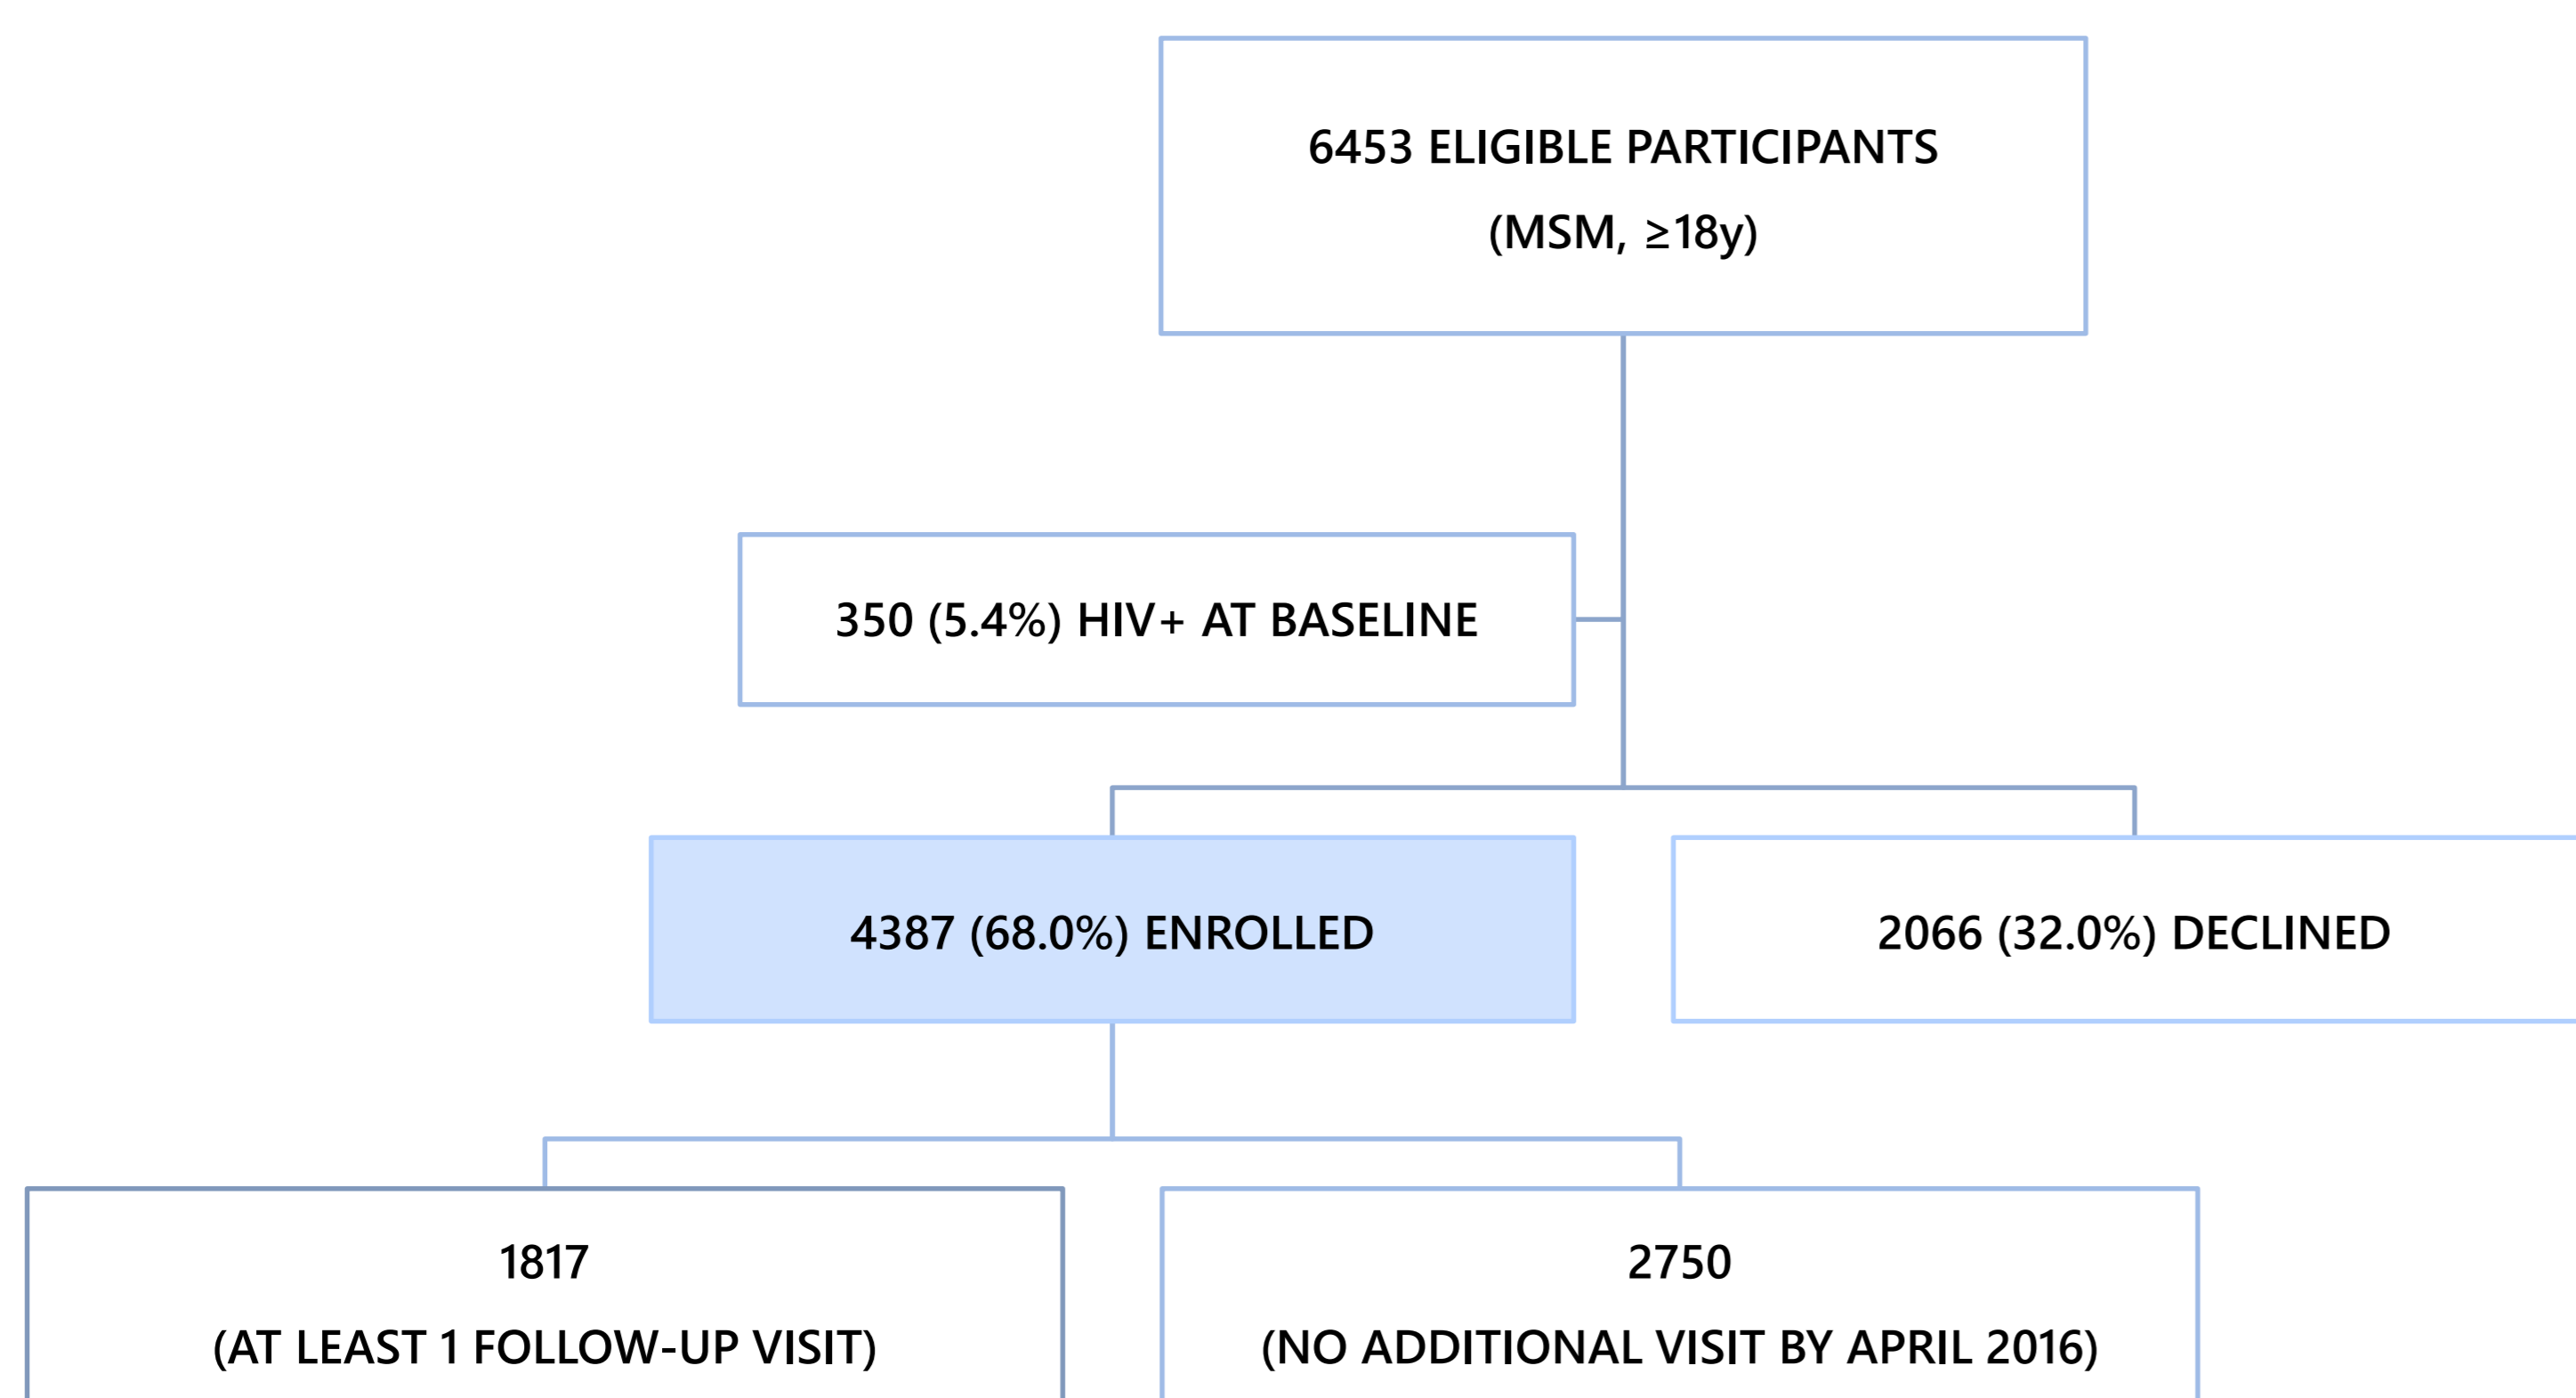 6453 ELIGIBLE PARTICIPANTS
(MSM, ≥18y)
350 (5.4%) HIV+ AT BASELINE
4387 (68.0%) ENROLLED
2066 (32.0%) DECLINED
1817
(AT LEAST 1 FOLLOW-UP VISIT)
2750
(NO ADDITIONAL VISIT BY APRIL 2016)